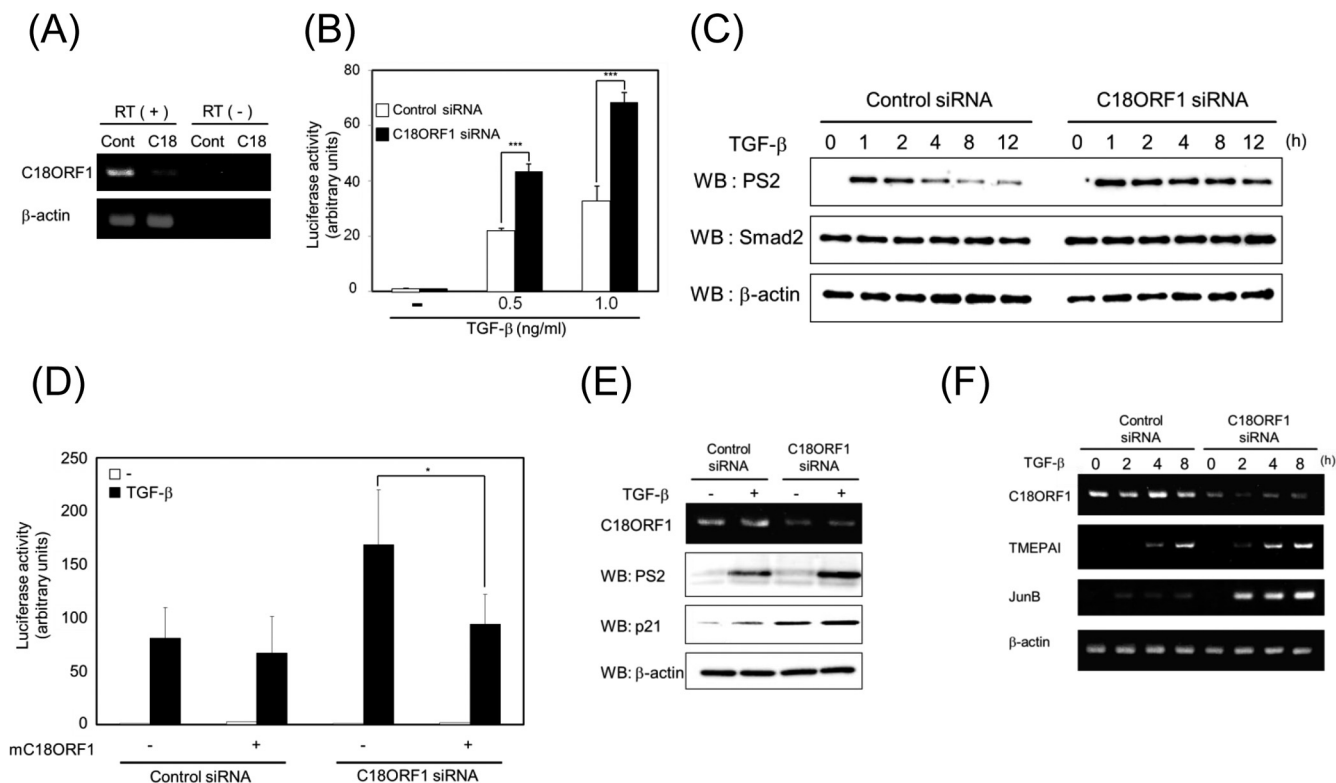 (A)
RT ( + ) RT ( - )
Cont C18 Cont C18
C18ORF1
β-actin
(B)
80
60
40
20
0
Luciferase activity
(arbitrary units)
Control siRNA
C18ORF1 siRNA
***
***
- 0.5 1.0
TGF-β (ng/ml)
(C)
Control siRNA C18ORF1 siRNA
TGF-β 0 1 2 4 8 12 0 1 2 4 8 12 (h)
WB : PS2
WB : Smad2
WB : β-actin
(D)
250
200
150
100
50
0
Luciferase activity
(arbitrary units)
-
TGF-β
*
mC18ORF1 - + - +
Control siRNA C18ORF1 siRNA
(E)
Control C18ORF1
siRNA siRNA
TGF-β - + - +
C18ORF1
WB: PS2
WB: p21
WB: β-actin
(F)
Control C18ORF1
siRNA siRNA
TGF-β 0 2 4 8 0 2 4 8 (h)
C18ORF1
TMEPAI
JunB
β-actin